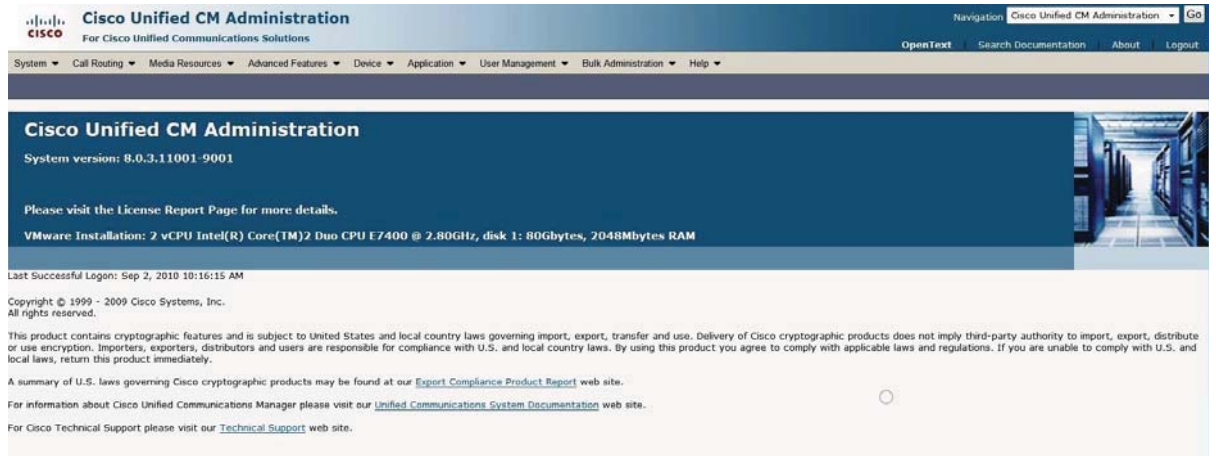 CISCO
Cisco Unified CM Administration
For Cisco Unified Communications Solutions
Navigation Cisco Unified CM Administration Go
OpenText Search Documentation About Logout
System Call Routing Media Resources Advanced Features Device Application User Management Bulk Administration Help
Cisco Unified CM Administration
System version: 8.0.3.11001-9001
Please visit the License Report Page for more details.
VMware Installation: 2 vCPU Intel(R) Core(TM)2 Duo CPU E7400 @ 2.80GHz, disk 1: 80Gbytes, 2048Mbytes RAM
Last Successful Logon: Sep 2, 2010 10:16:15 AM
Copyright © 1999 - 2009 Cisco Systems, Inc.
All rights reserved.
This product contains cryptographic features and is subject to United States and local country laws governing import, export, transfer and use. Delivery of Cisco cryptographic products does not imply third-party authority to import, export, distribute
or use encryption. Importers, exporters, distributors and users are responsible for compliance with U.S. and local country laws. By using this product you agree to comply with applicable laws and regulations. If you are unable to comply with U.S. and
local laws, return this product immediately.
A summary of U.S. laws governing Cisco cryptographic products may be found at our Export Compliance Product Report web site.
For information about Cisco Unified Communications Manager please visit our Unified Communications System Documentation web site.
For Cisco Technical Support please visit our Technical Support web site.